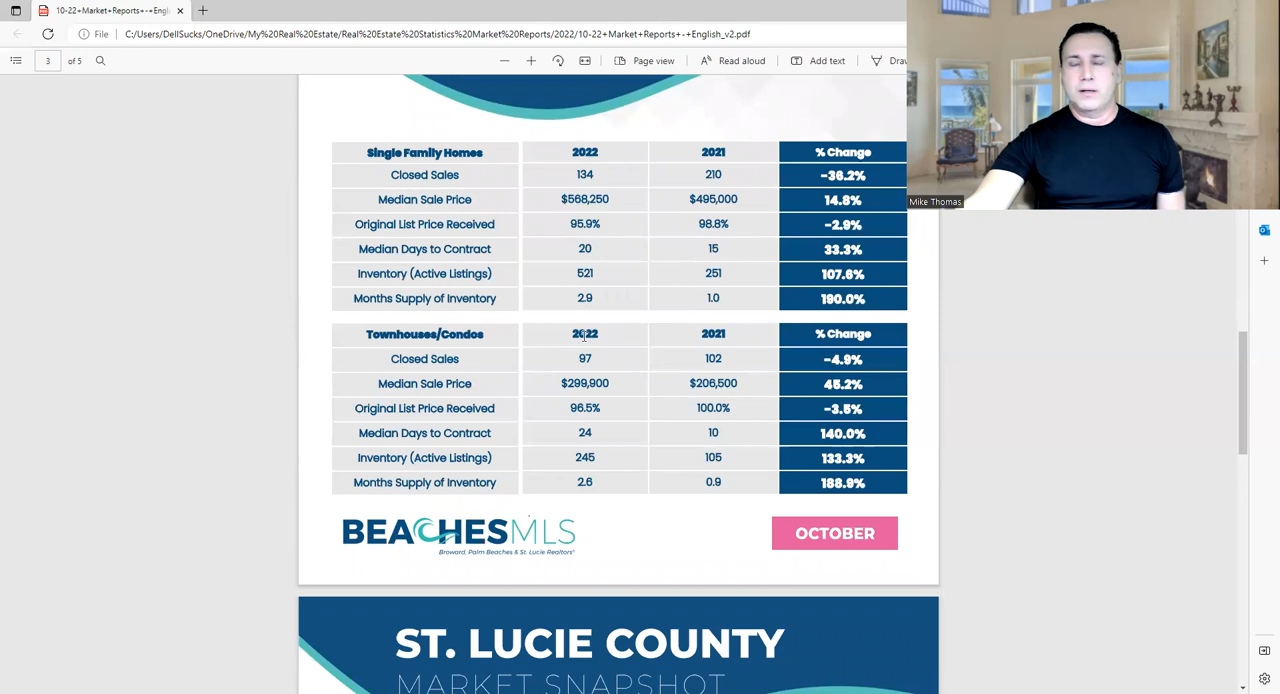 10-22+Market+Reports+-+Engli
File
C:/Users/DellSucks/OneDrive/My%20Real%20Estate/Real%20Estate%20Statistics%20Market%20Reports/2022/10-22+Market+Reports+-+English_v2.pdf
3 of 5
Page view
Read aloud
Add text
Draw
Mike Thomas
Single Family Homes 2022 2021 % Change
Closed Sales 134 210 -36.2%
Median Sale Price $568,250 $495,000 14.8%
Original List Price Received 95.9% 98.8% -2.9%
Median Days to Contract 20 15 33.3%
Inventory (Active Listings) 521 251 107.6%
Months Supply of Inventory 2.9 1.0 190.0%
Townhouses/Condos 2022 2021 % Change
Closed Sales 97 102 -4.9%
Median Sale Price $299,900 $206,500 45.2%
Original List Price Received 96.5% 100.0% -3.5%
Median Days to Contract 24 10 140.0%
Inventory (Active Listings) 245 105 133.3%
Months Supply of Inventory 2.6 0.9 188.9%
BEACHESMLS
Broward, Palm Beaches & St. Lucie Realtors®
OCTOBER
ST. LUCIE COUNTY
MARKET SNAPSHOT